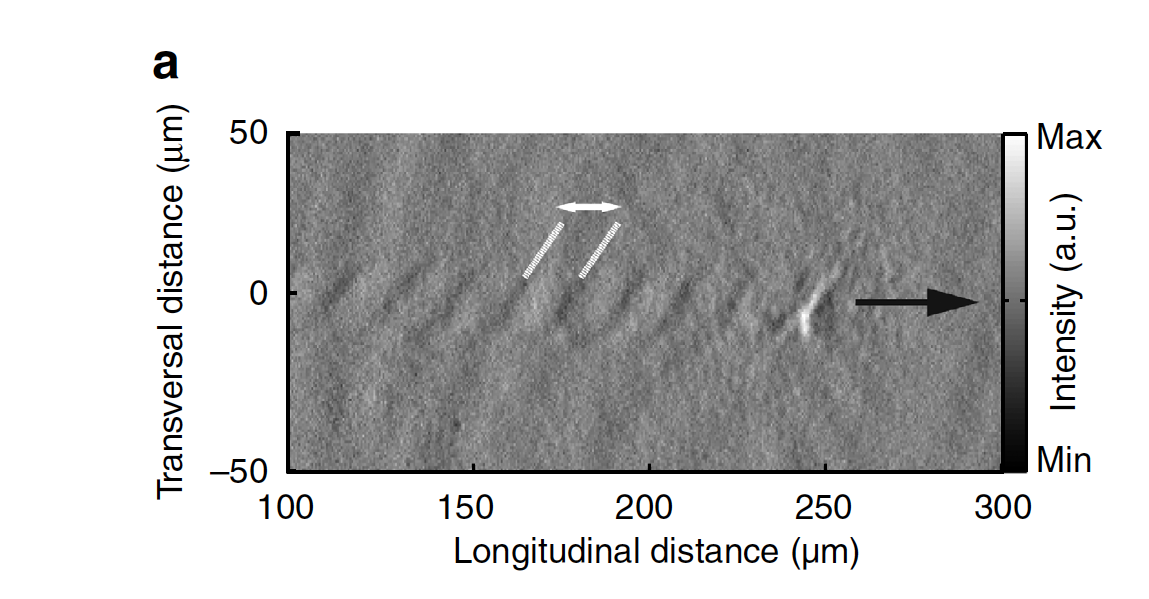 a
Transversal distance (μm)
50
0
–50
100 150 200 250 300
Longitudinal distance (μm)
Max
Intensity (a.u.)
Min